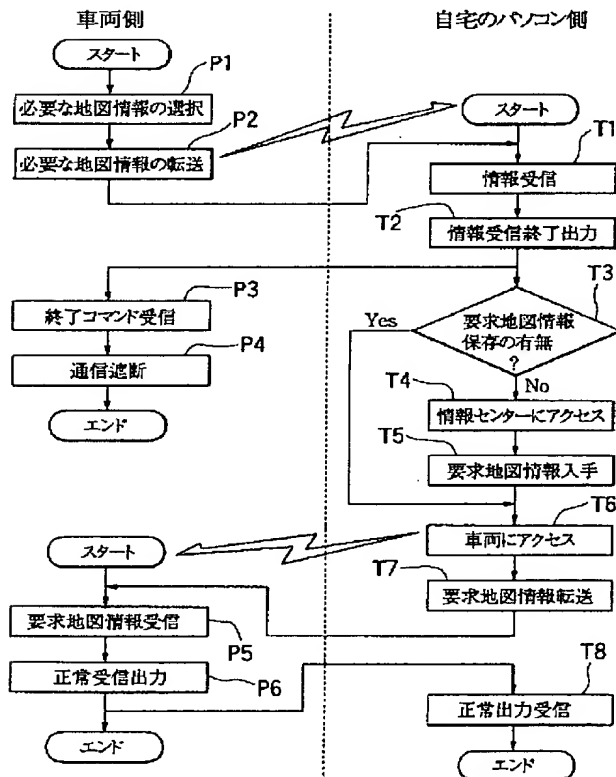 車両側
自宅のパソコン側
スタート
P1
必要な地図情報の選択
P2
必要な地図情報の転送
スタート
T1
情報受信
T2
情報受信終了出力
P3
終了コマンド受信
P4
通信遮断
エンド
T3
要求地図情報
保存の有無
?
Yes
No
T4
情報センターにアクセス
T5
要求地図情報入手
T6
車両にアクセス
T7
要求地図情報転送
スタート
要求地図情報受信
P5
正常受信出力
P6
エンド
T8
正常出力受信
エンド